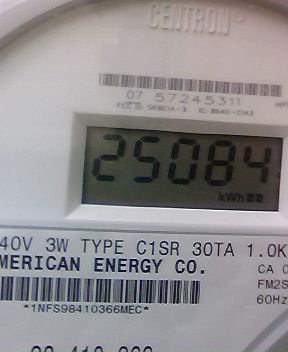 CENTRON®
07 57245311
25084
kWh
40V 3W TYPE C1SR 30TA 1.0K
MERICAN ENERGY CO.
CA 0
FM2S
60Hz
*1NFS98410366MEC*